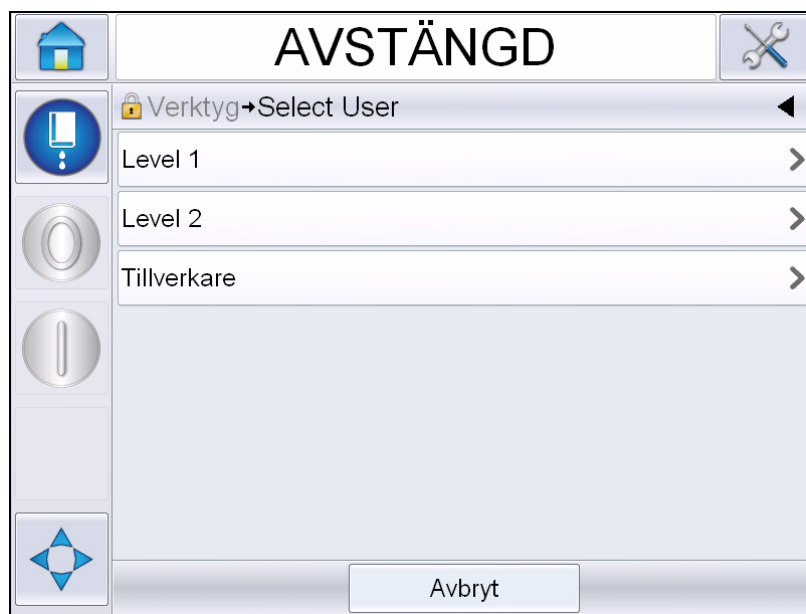 AVSTÄNGD
Verktyg→Select User
Level 1
Level 2
Tillverkare
Avbryt